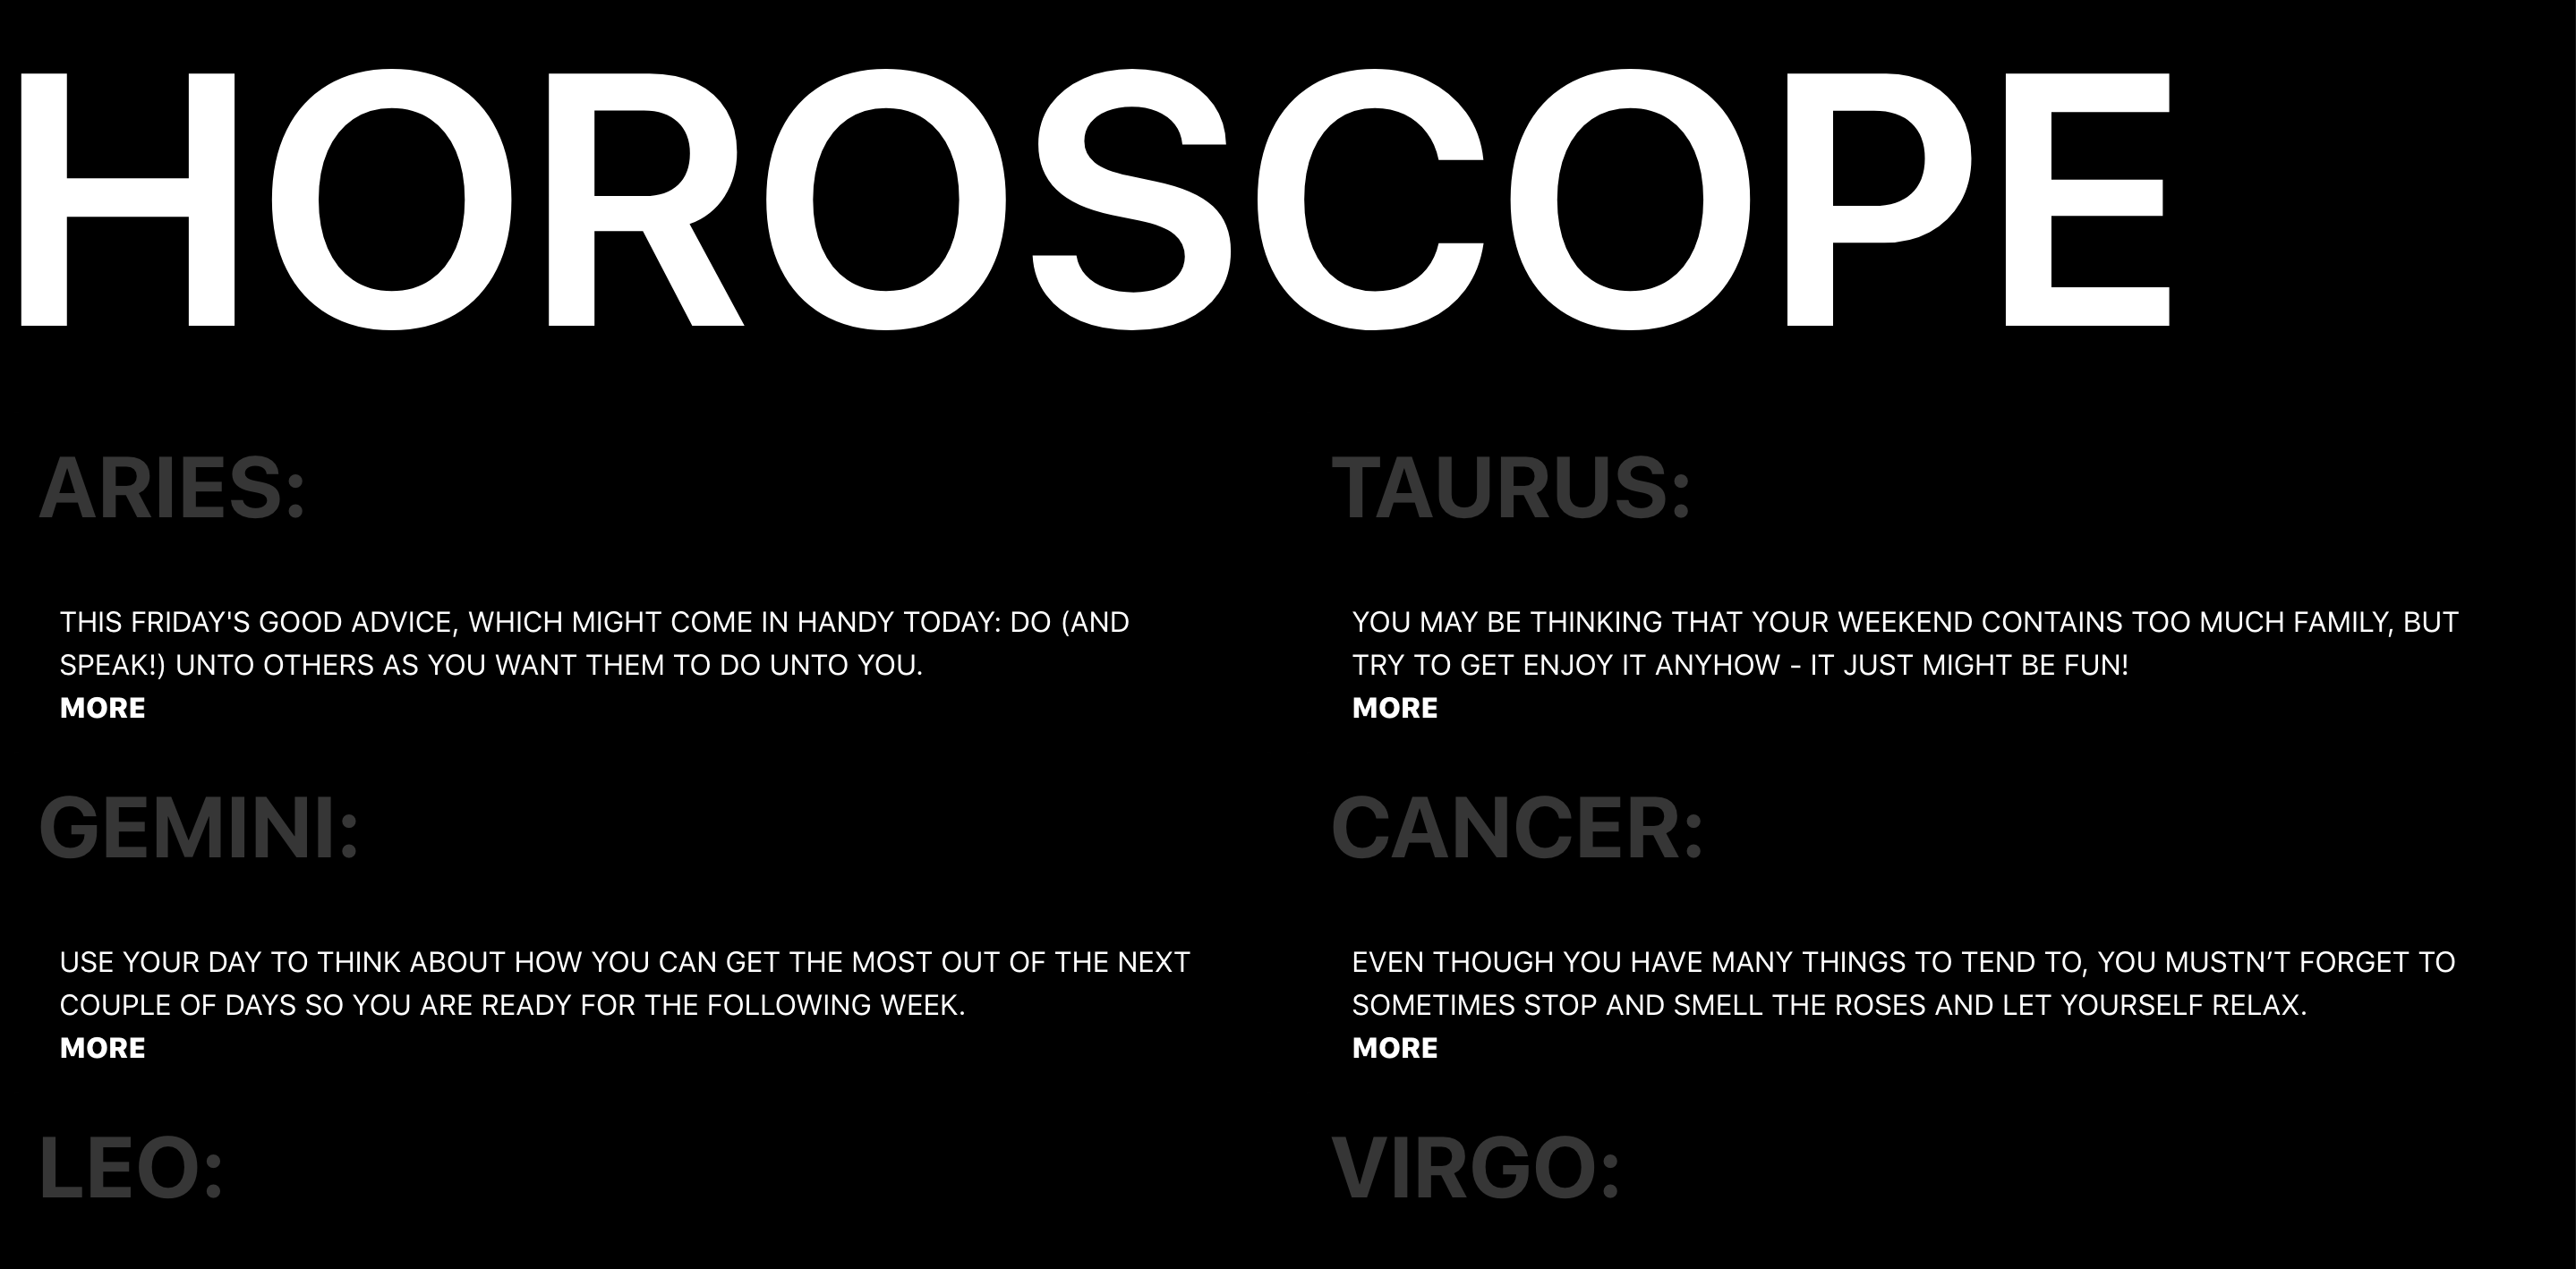 HOROSCOPE
ARIES:
THIS FRIDAY'S GOOD ADVICE, WHICH MIGHT COME IN HANDY TODAY: DO (AND
SPEAK!) UNTO OTHERS AS YOU WANT THEM TO DO UNTO YOU.
MORE
TAURUS:
YOU MAY BE THINKING THAT YOUR WEEKEND CONTAINS TOO MUCH FAMILY, BUT
TRY TO GET ENJOY IT ANYHOW - IT JUST MIGHT BE FUN!
MORE
GEMINI:
USE YOUR DAY TO THINK ABOUT HOW YOU CAN GET THE MOST OUT OF THE NEXT
COUPLE OF DAYS SO YOU ARE READY FOR THE FOLLOWING WEEK.
MORE
CANCER:
EVEN THOUGH YOU HAVE MANY THINGS TO TEND TO, YOU MUSTN’T FORGET TO
SOMETIMES STOP AND SMELL THE ROSES AND LET YOURSELF RELAX.
MORE
LEO:
VIRGO: